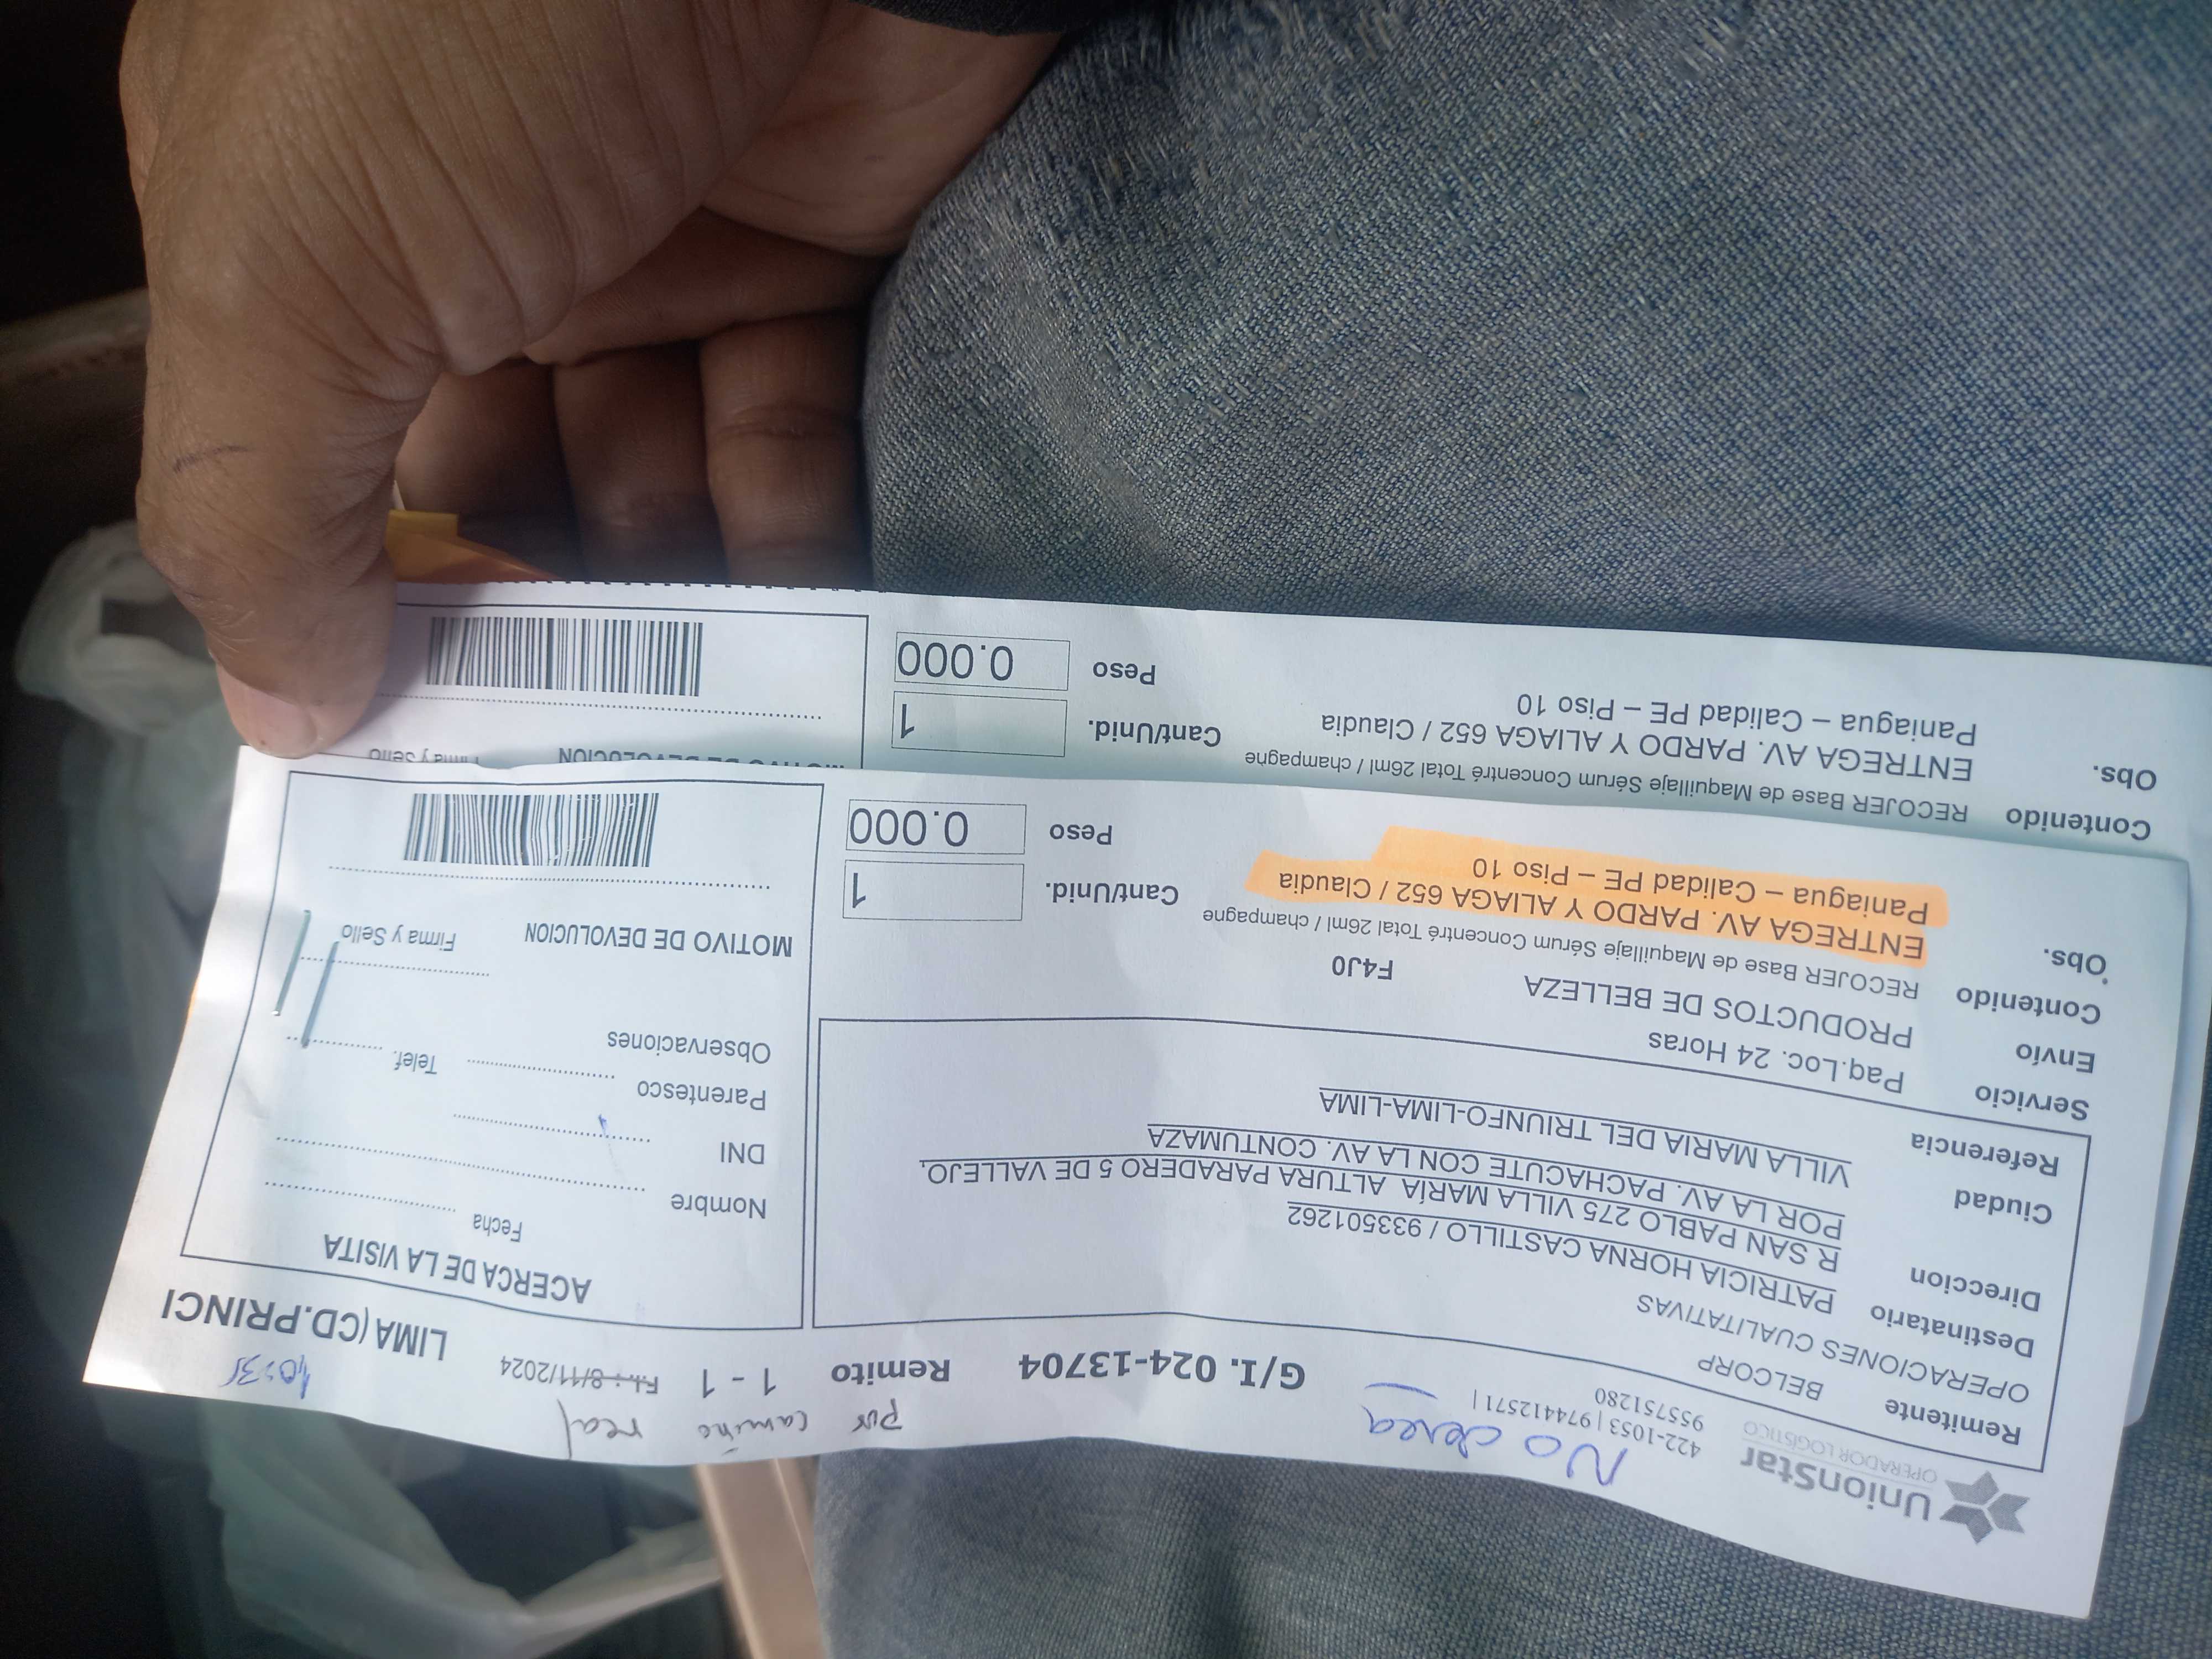 UnionStar
OPERADOR LOGÍSTICO
422-1053 | 974412571 |
955751280
No desea
por camino real
G/I. 024-13704
Remito 1 - 1
F.I.: 8/11/2024
LIMA (CD.PRINCI
Remitente BELCORP
OPERACIONES CUALITATIVAS
Destinatario PATRICIA HORNA CASTILLO / 933501262
Direccion R SAN PABLO 275 VILLA MARÍA ALTURA PARADERO 5 DE VALLEJO,
POR LA AV. PACHACUTE CON LA AV. CONTUMAZA
Ciudad VILLA MARIA DEL TRIUNFO-LIMA-LIMA
Referencia
Servicio Paq.Loc. 24 Horas
Envío PRODUCTOS DE BELLEZA F4J0
Contenido RECOJER Base de Maquillaje Sérum Concentré Total 26ml / champagne
Obs. ENTREGA AV. PARDO Y ALIAGA 652 / Claudia
Paniagua – Calidad PE – Piso 10
Cant/Unid. 1
Peso 0.000
ACERCA DE LA VISITA
Fecha
Nombre
DNI
Parentesco Telef.
Observaciones
MOTIVO DE DEVOLUCION Firma y Sello
Contenido RECOJER Base de Maquillaje Sérum Concentré Total 26ml / champagne
Obs. ENTREGA AV. PARDO Y ALIAGA 652 / Claudia
Paniagua – Calidad PE – Piso 10
Cant/Unid. 1
Peso 0.000
MOTIVO DE DEVOLUCION Firma y Sello